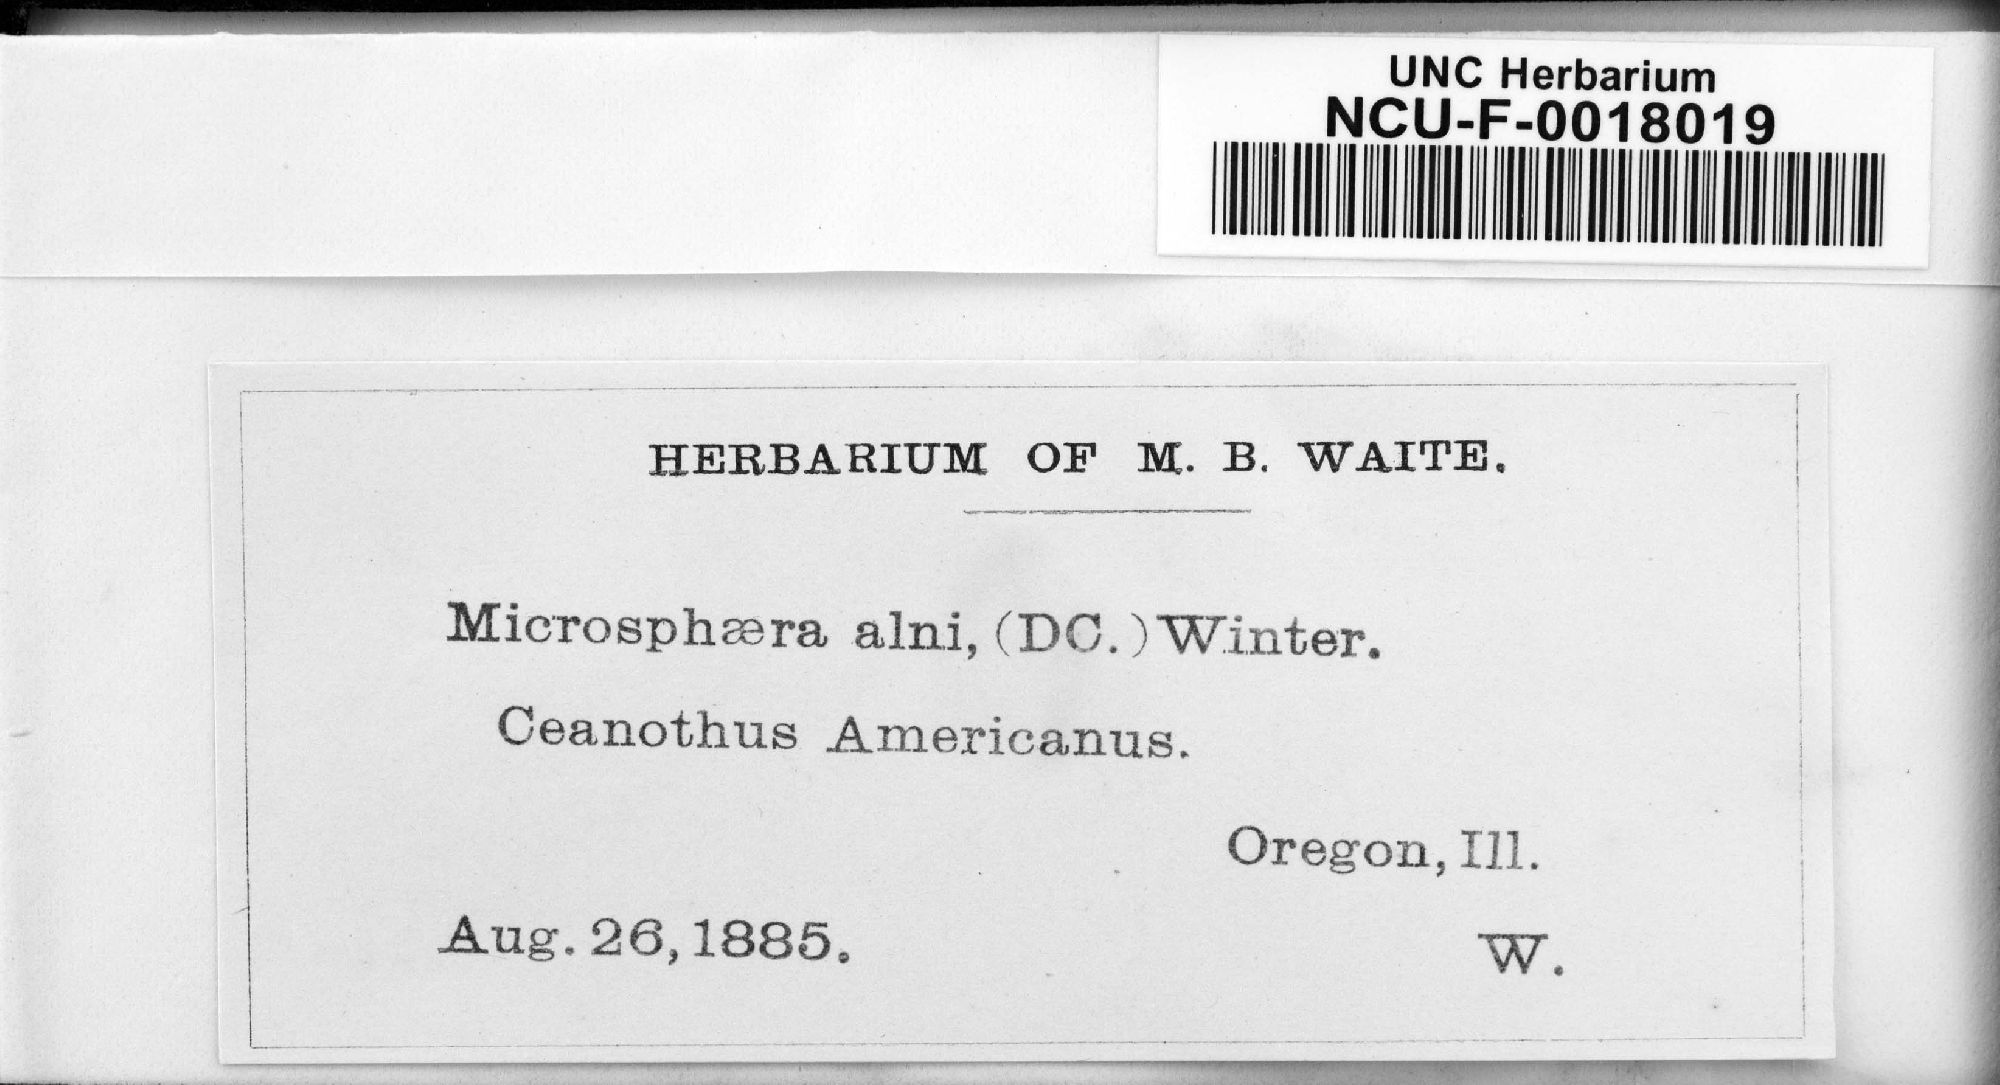 UNC Herbarium
NCU-F-0018019
HERBARIUM OF M. B. WAITE.
Microsphæra alni, (DC.) Winter.
Ceanothus Americanus.
Oregon, Ill.
Aug. 26, 1885.
W.